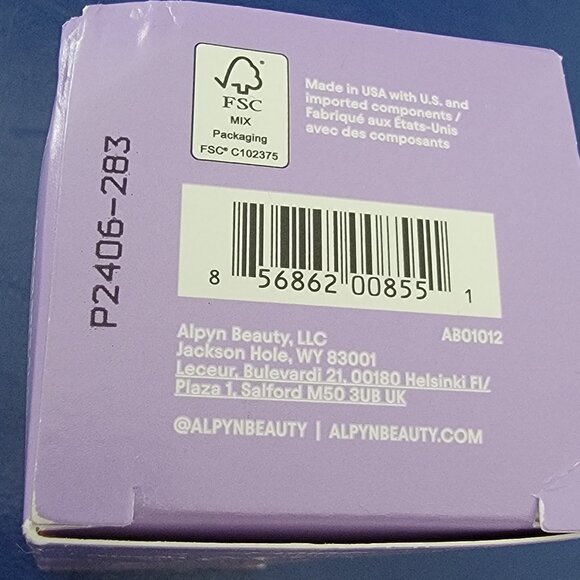 FSC
MIX
Packaging
FSC® C102375
Made in USA with U.S. and
imported components /
Fabriqué aux États-Unis
avec des composants
P2406-283
8 56862 00855 1
Alpyn Beauty, LLC
AB01012
Jackson Hole, WY 83001
Leceur, Bulevardi 21, 00180 Helsinki FI/
Plaza 1, Salford M50 3UB UK
@ALPYNBEAUTY | ALPYNBEAUTY.COM